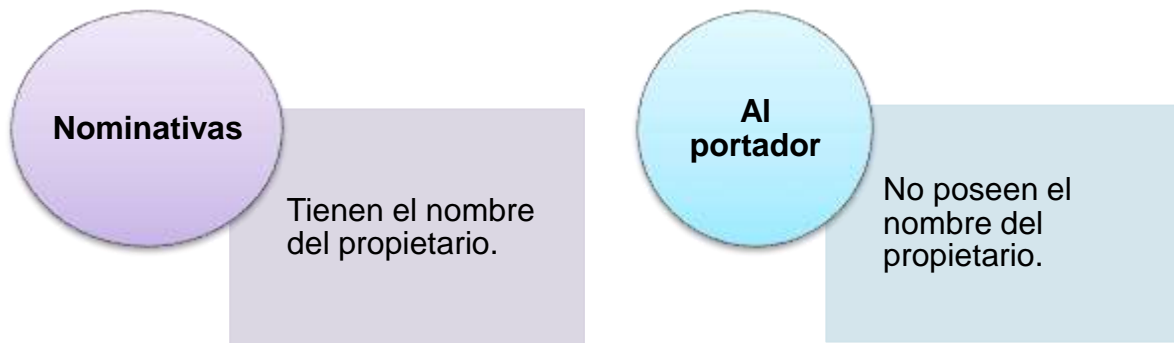 Nominativas
Tienen el nombre
del propietario.
Al
portador
No poseen el
nombre del
propietario.